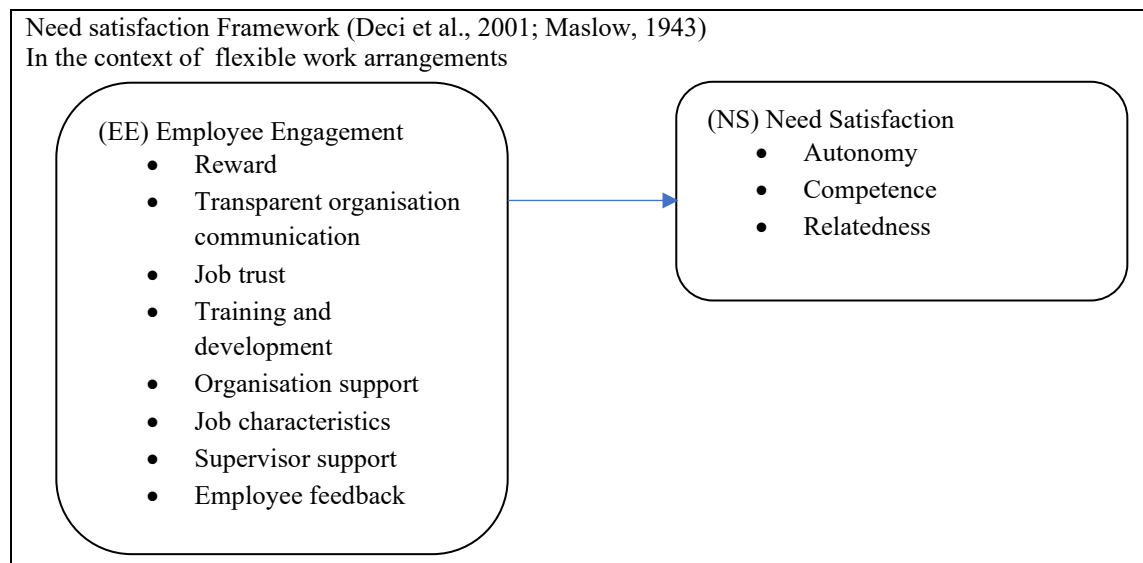 Need satisfaction Framework (Deci et al., 2001; Maslow, 1943)
In the context of  flexible work arrangements
(EE) Employee Engagement
• Reward
• Transparent organisation
communication
• Job trust
• Training and
development
• Organisation support
• Job characteristics
• Supervisor support
• Employee feedback
(NS) Need Satisfaction
• Autonomy
• Competence
• Relatedness